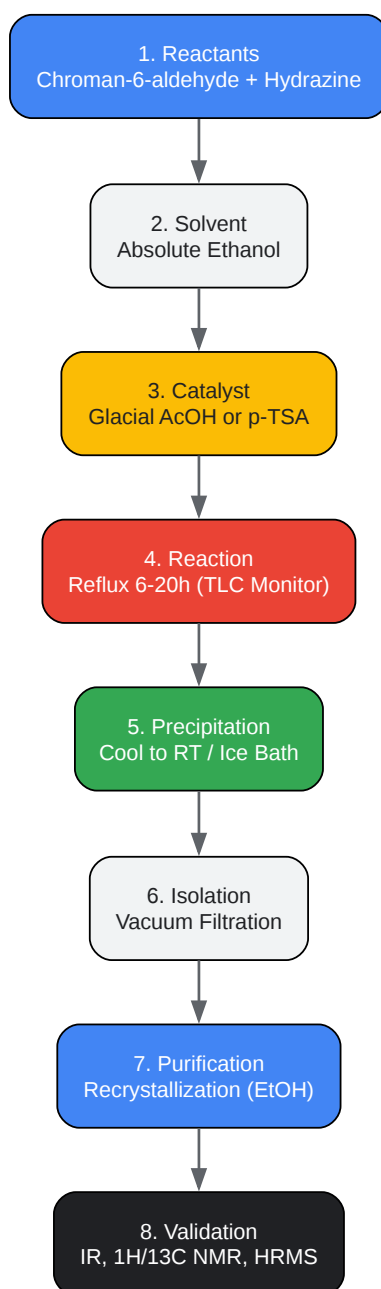 1. Reactants
Chroman-6-aldehyde + Hydrazine
2. Solvent
Absolute Ethanol
3. Catalyst
Glacial AcOH or p-TSA
4. Reaction
Reflux 6-20h (TLC Monitor)
5. Precipitation
Cool to RT / Ice Bath
6. Isolation
Vacuum Filtration
7. Purification
Recrystallization (EtOH)
8. Validation
IR, 1H/13C NMR, HRMS